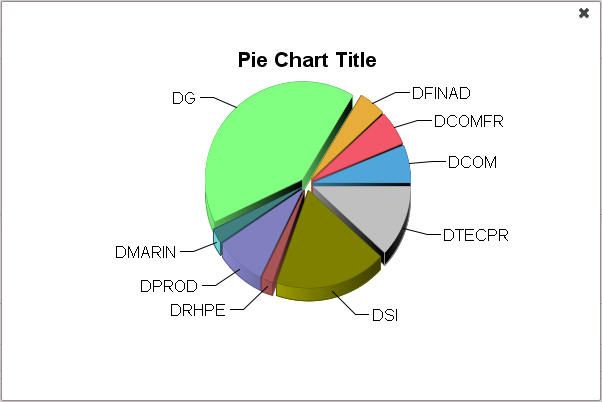 Pie Chart Title
DG
DFINAD
DCOMFR
DCOM
DTECPR
DMARIN
DPROD
DRHPE
DSI